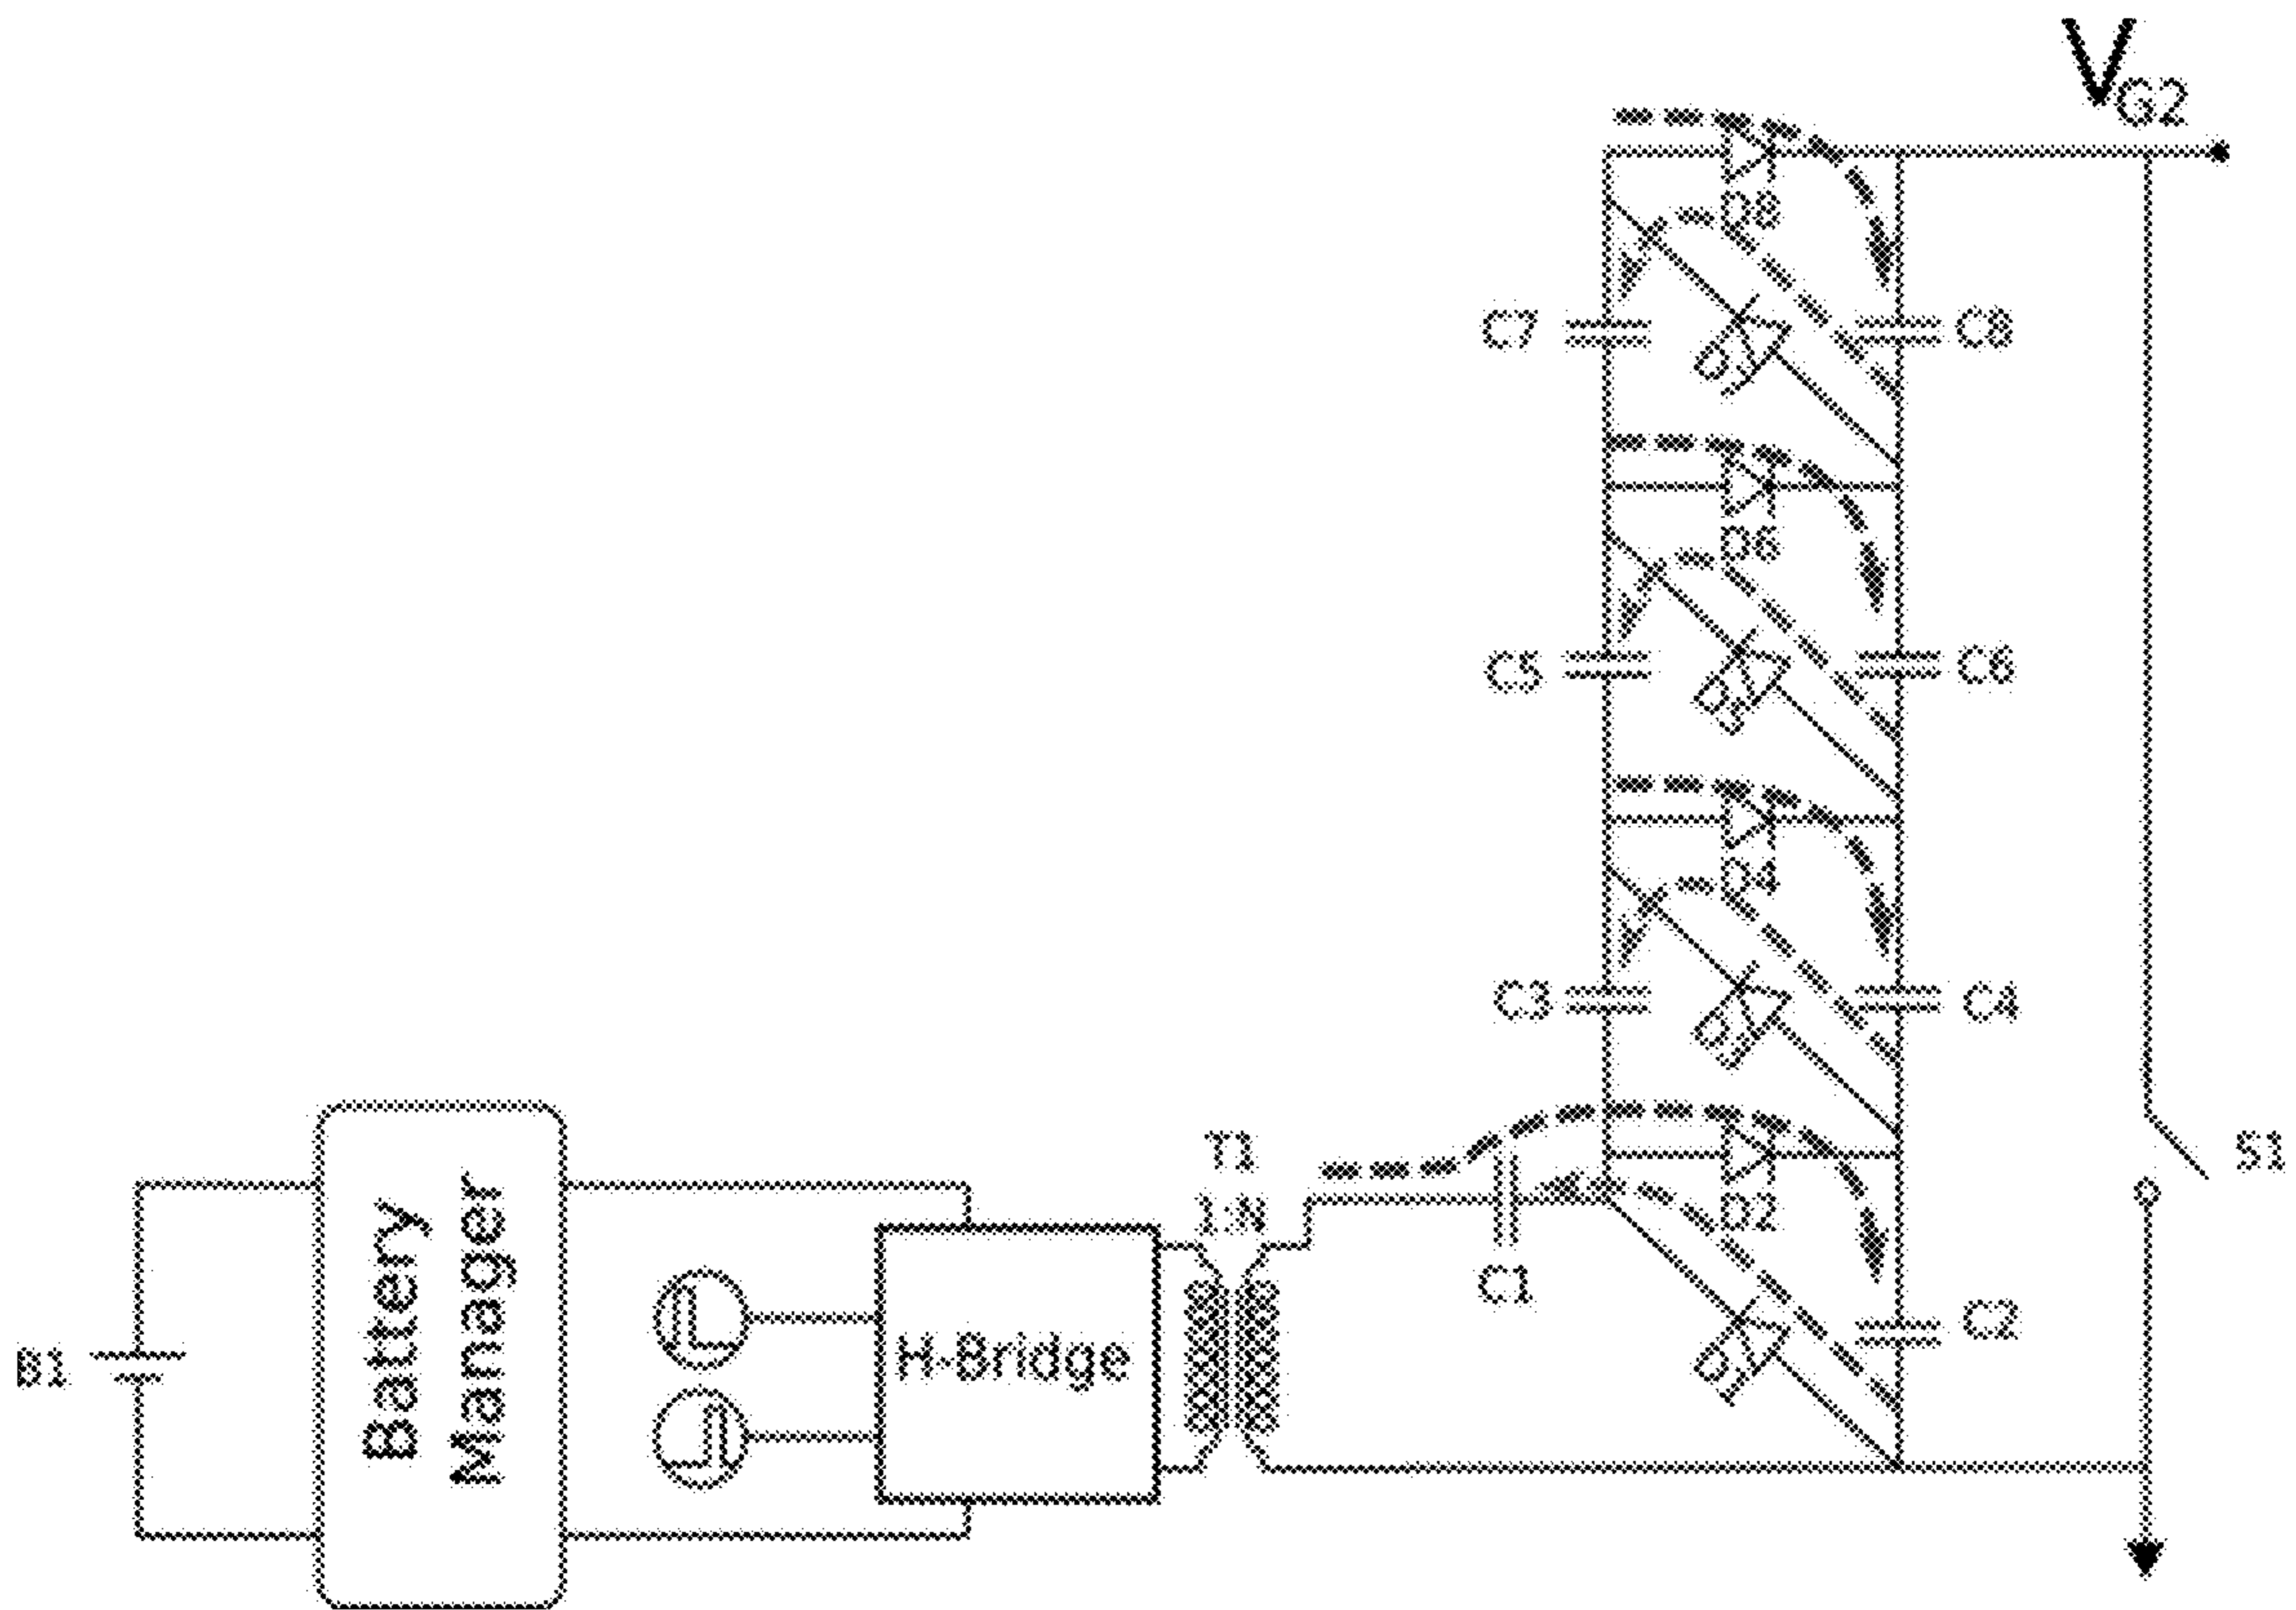 VG2
D8
C7
C8
D7
D6
C5
C6
D5
D4
C3
C4
D3
T1
1:N
S1
D2
C1
C2
D1
H-Bridge
B1
Battery
Manager